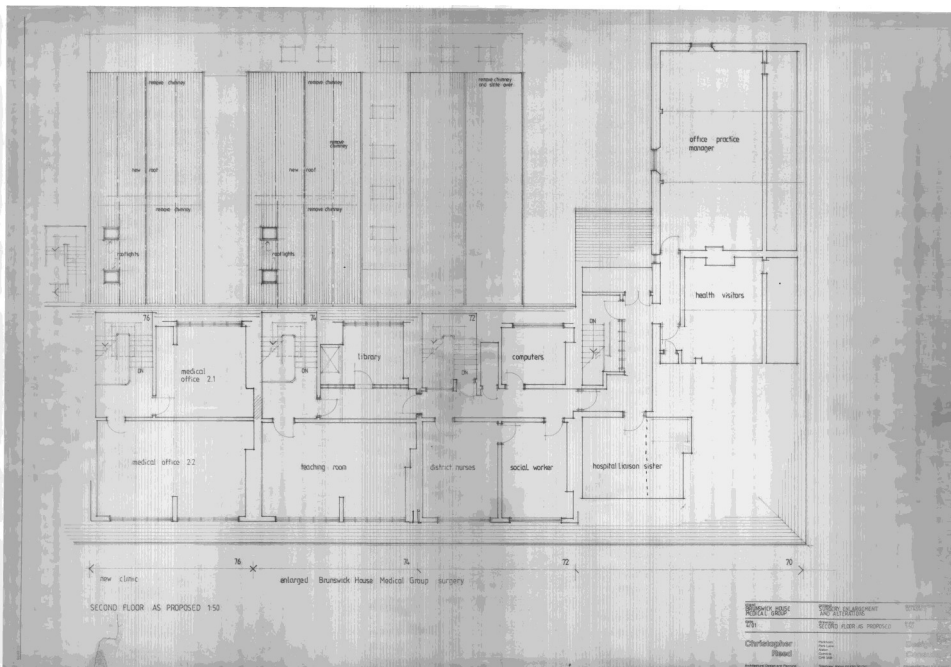 remove chimney
remove chimney
remove chimney
and slate over
remove
chimney
office practice
manager
new roof
new roof
remove chimney
remove chimney
rooflights
rooflights
health visitors
76
74
72
DN
library
computers
DN
DN
DN
medical
office 2.1
medical office 2.2
teaching room
district nurses
social worker
hospital liaison sister
76
74
72
70
new clinic
enlarged Brunswick House Medical Group surgery
SECOND FLOOR AS PROPOSED 1:50
BRUNSWICK HOUSE
MEDICAL GROUP
SURGERY ENLARGEMENT
AND ALTERATIONS
SECOND FLOOR AS PROPOSED
Christopher
Reed